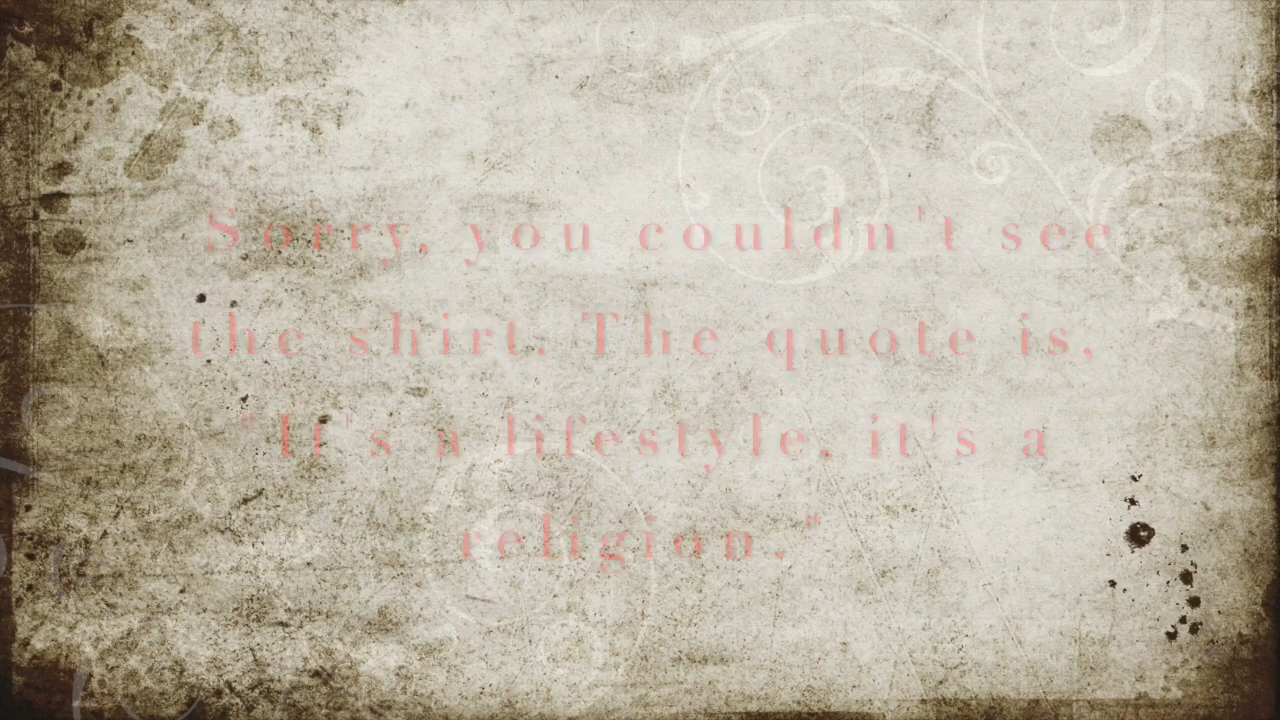 Sorry, you couldn't see
the shirt. The quote is,
"It's a lifestyle, it's a
religion."